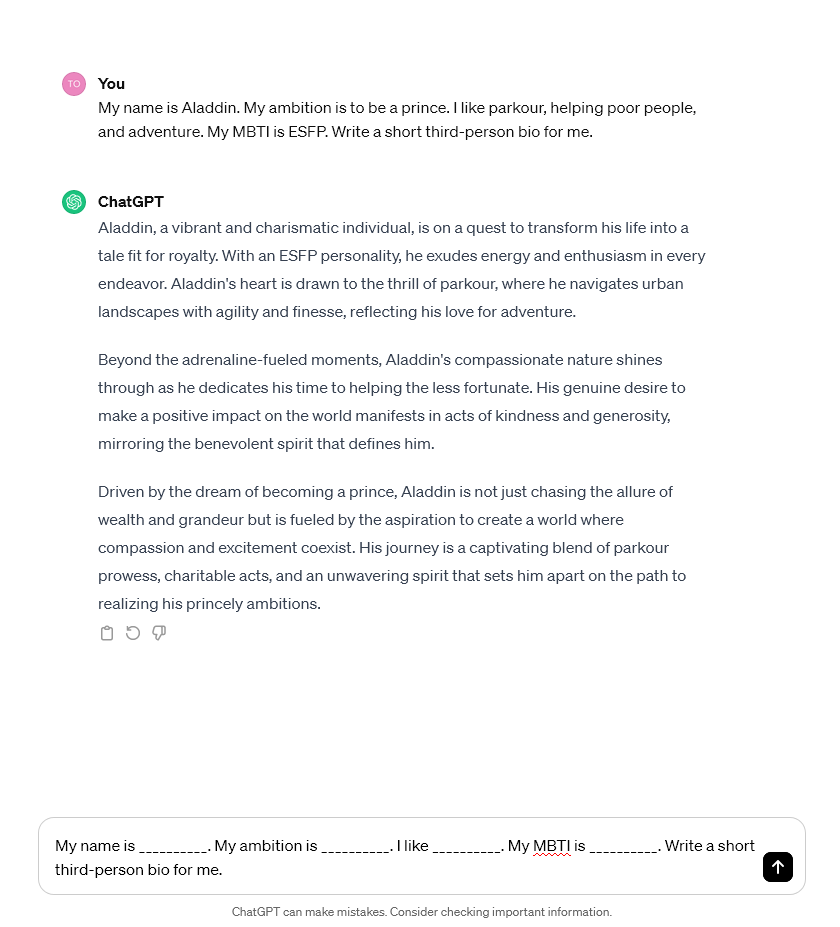 TO
You
My name is Aladdin. My ambition is to be a prince. I like parkour, helping poor people,
and adventure. My MBTI is ESFP. Write a short third-person bio for me.
ChatGPT
Aladdin, a vibrant and charismatic individual, is on a quest to transform his life into a
tale fit for royalty. With an ESFP personality, he exudes energy and enthusiasm in every
endeavor. Aladdin's heart is drawn to the thrill of parkour, where he navigates urban
landscapes with agility and finesse, reflecting his love for adventure.
Beyond the adrenaline-fueled moments, Aladdin's compassionate nature shines
through as he dedicates his time to helping the less fortunate. His genuine desire to
make a positive impact on the world manifests in acts of kindness and generosity,
mirroring the benevolent spirit that defines him.
Driven by the dream of becoming a prince, Aladdin is not just chasing the allure of
wealth and grandeur but is fueled by the aspiration to create a world where
compassion and excitement coexist. His journey is a captivating blend of parkour
prowess, charitable acts, and an unwavering spirit that sets him apart on the path to
realizing his princely ambitions.
My name is __________. My ambition is __________. I like __________. My MBTI is __________. Write a short
third-person bio for me.
ChatGPT can make mistakes. Consider checking important information.